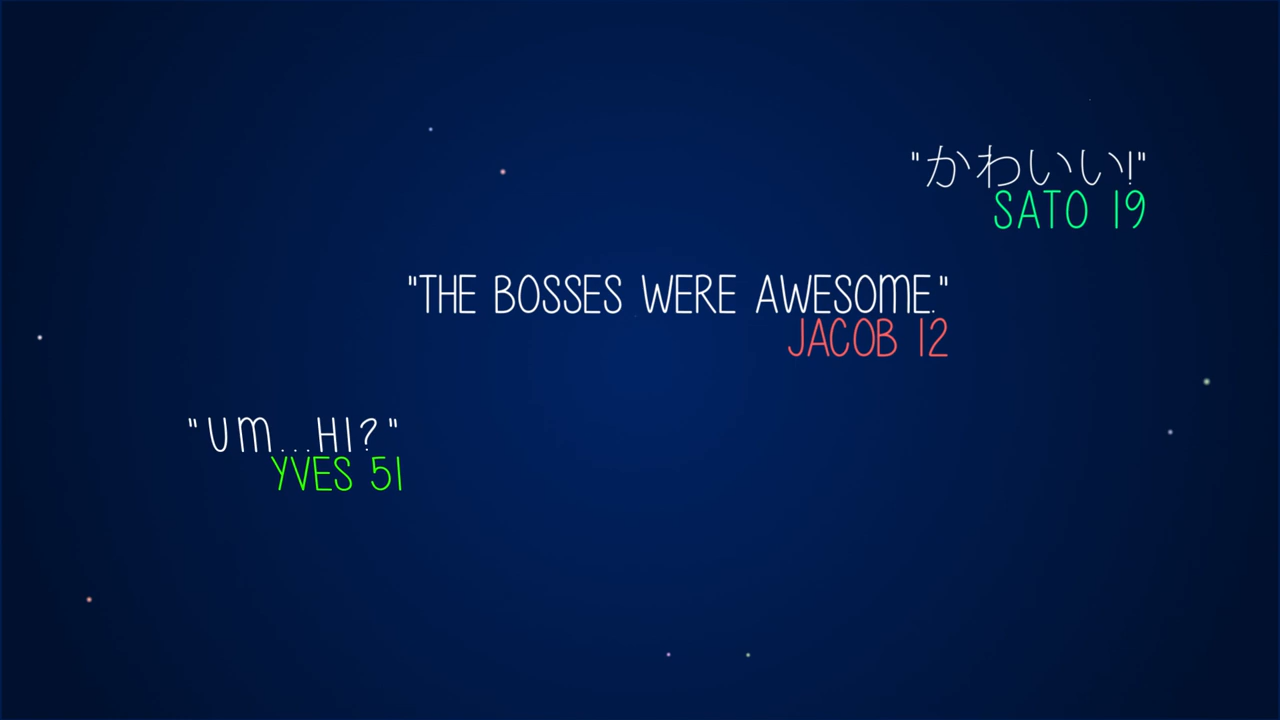 "かわいい!"
SATO 19
"THE BOSSES WERE AWESOME."
JACOB 12
"UM...HI?"
YVES 51